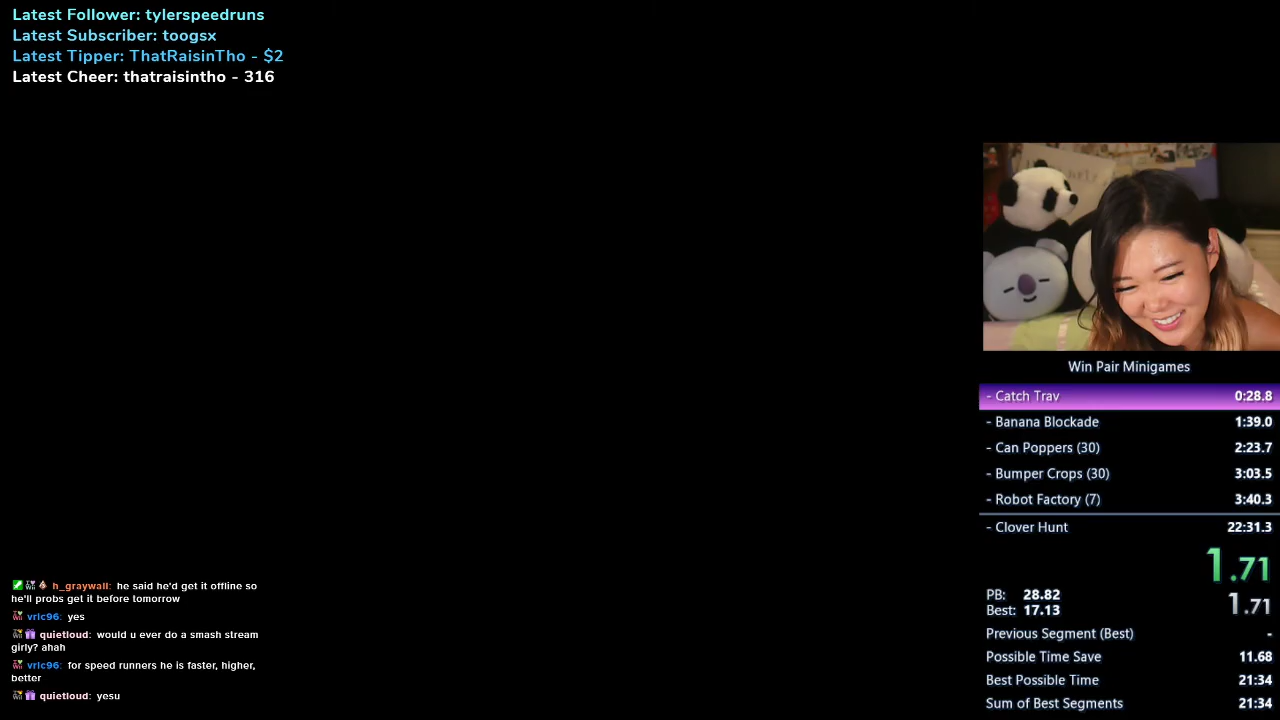 Latest Follower: tylerspeedruns
Latest Subscriber: toogsx
Latest Tipper: ThatRaisinTho - $2
Latest Cheer: thatraisintho - 316
Win Pair Minigames
- Catch Trav 0:28.8
- Banana Blockade 1:39.0
- Can Poppers (30) 2:23.7
- Bumper Crops (30) 3:03.5
- Robot Factory (7) 3:40.3
- Clover Hunt 22:31.3
1.71
PB: 28.82
Best: 17.13
1.71
Previous Segment (Best) -
Possible Time Save 11.68
Best Possible Time 21:34
Sum of Best Segments 21:34
h_graywall: he said he'd get it offline so
he'll probs get it before tomorrow
vric96: yes
quietloud: would u ever do a smash stream
girly? ahah
vric96: for speed runners he is faster, higher,
better
quietloud: yesu